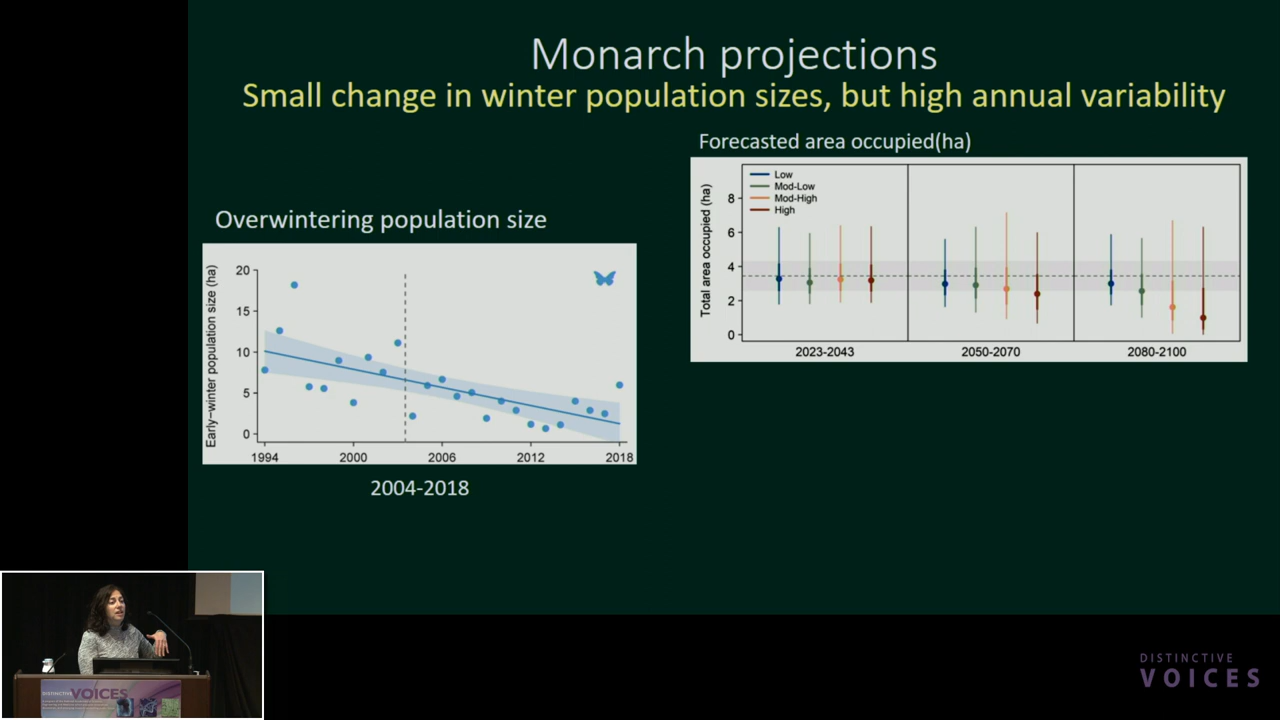 Monarch projections
Small change in winter population sizes, but high annual variability
Forecasted area occupied(ha)
Low
Mod-Low
Mod-High
High
Total area occupied (ha)
8
6
4
2
0
2023-2043
2050-2070
2080-2100
Overwintering population size
Early–winter population size (ha)
20
15
10
5
0
1994
2000
2006
2012
2018
2004-2018
DISTINCTIVE VOICES
DISTINCTIVE
VOICES